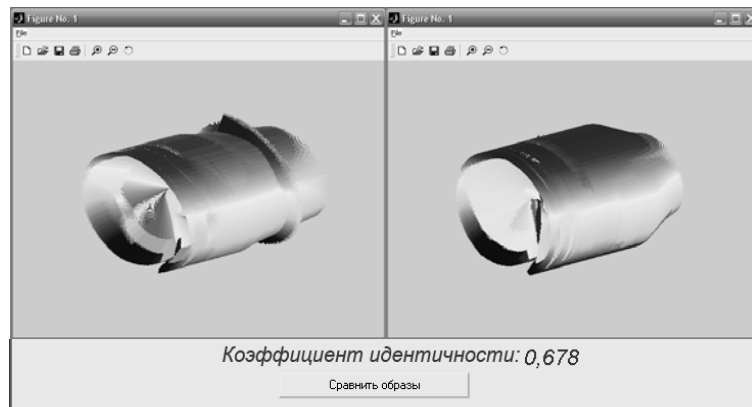 Figure No. 1
File
Figure No. 1
File
Коэффициент идентичности: 0,678
Сравнить образы